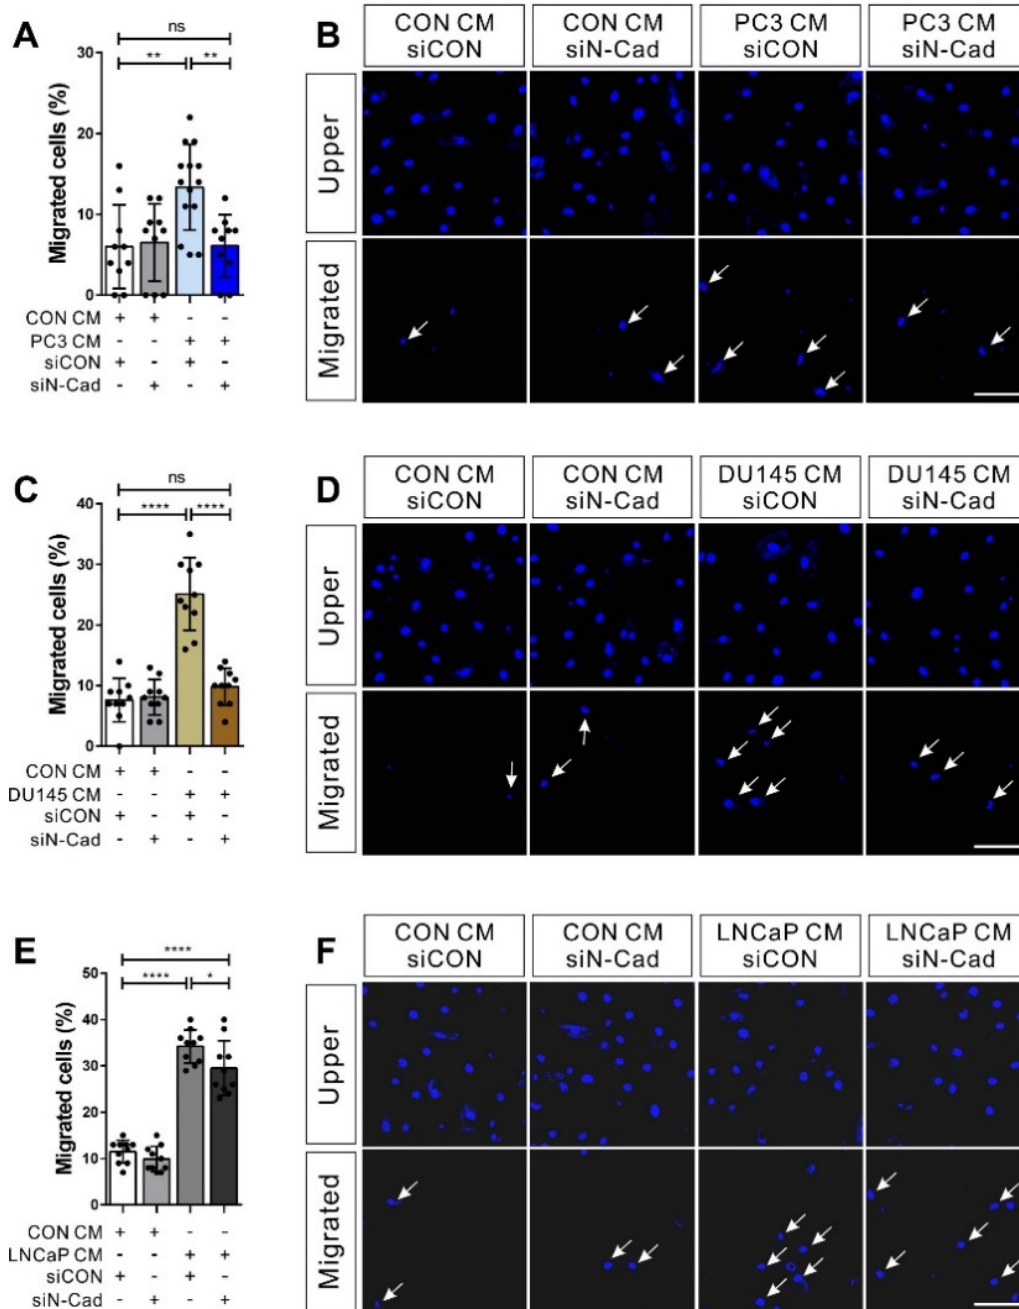 A
ns
** **
Migrated cells (%)
30
20
10
0
CON CM + + - -
PC3 CM - - + +
siCON + - + -
siN-Cad - + - +
B
CON CM siCON
CON CM siN-Cad
PC3 CM siCON
PC3 CM siN-Cad
Upper
Migrated
C
ns
**** ****
Migrated cells (%)
40
30
20
10
0
CON CM + + - -
DU145 CM - - + +
siCON + - + -
siN-Cad - + - +
D
CON CM siCON
CON CM siN-Cad
DU145 CM siCON
DU145 CM siN-Cad
Upper
Migrated
E
****
**** *
Migrated cells (%)
50
40
30
20
10
0
CON CM + + - -
LNCaP CM - - + +
siCON + - + -
siN-Cad - + - +
F
CON CM siCON
CON CM siN-Cad
LNCaP CM siCON
LNCaP CM siN-Cad
Upper
Migrated